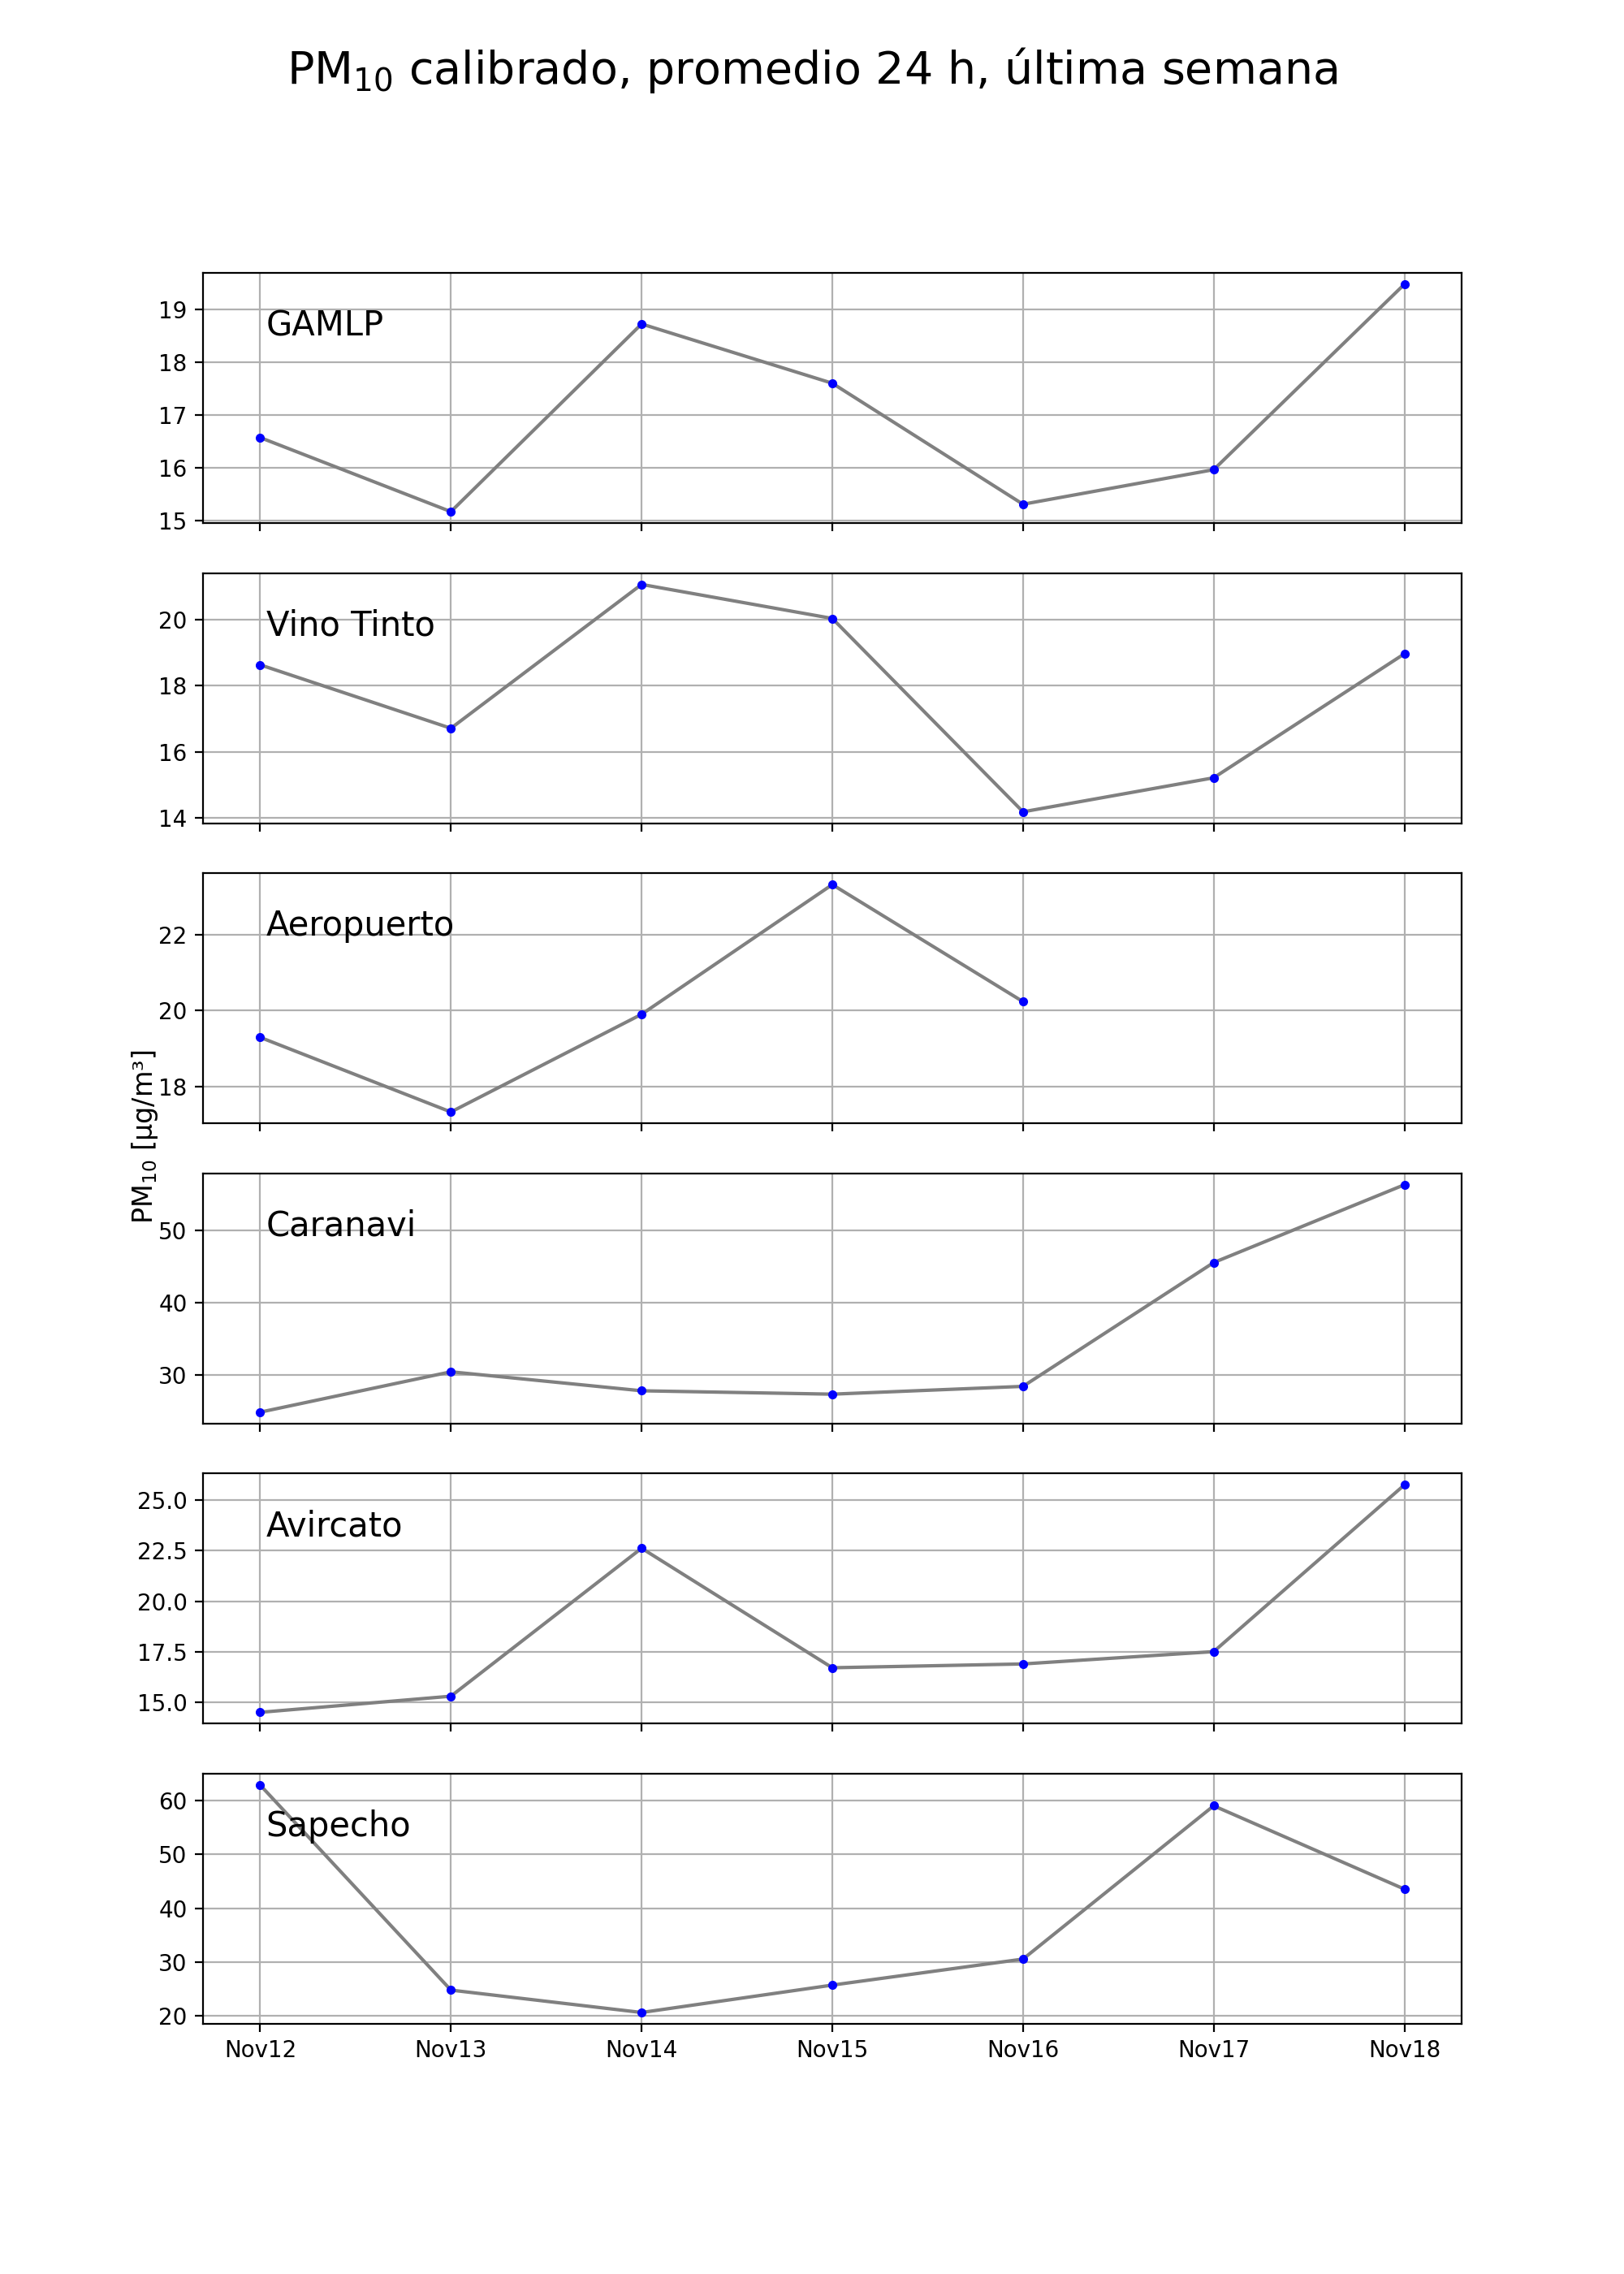 PM₁₀ calibrado, promedio 24 h, última semana
GAMLP
19
18
17
16
15
Vino Tinto
20
18
16
14
Aeropuerto
22
20
18
PM₁₀ [µg/m³]
Caranavi
50
40
30
Avircato
25.0
22.5
20.0
17.5
15.0
Sapecho
60
50
40
30
20
Nov12 Nov13 Nov14 Nov15 Nov16 Nov17 Nov18